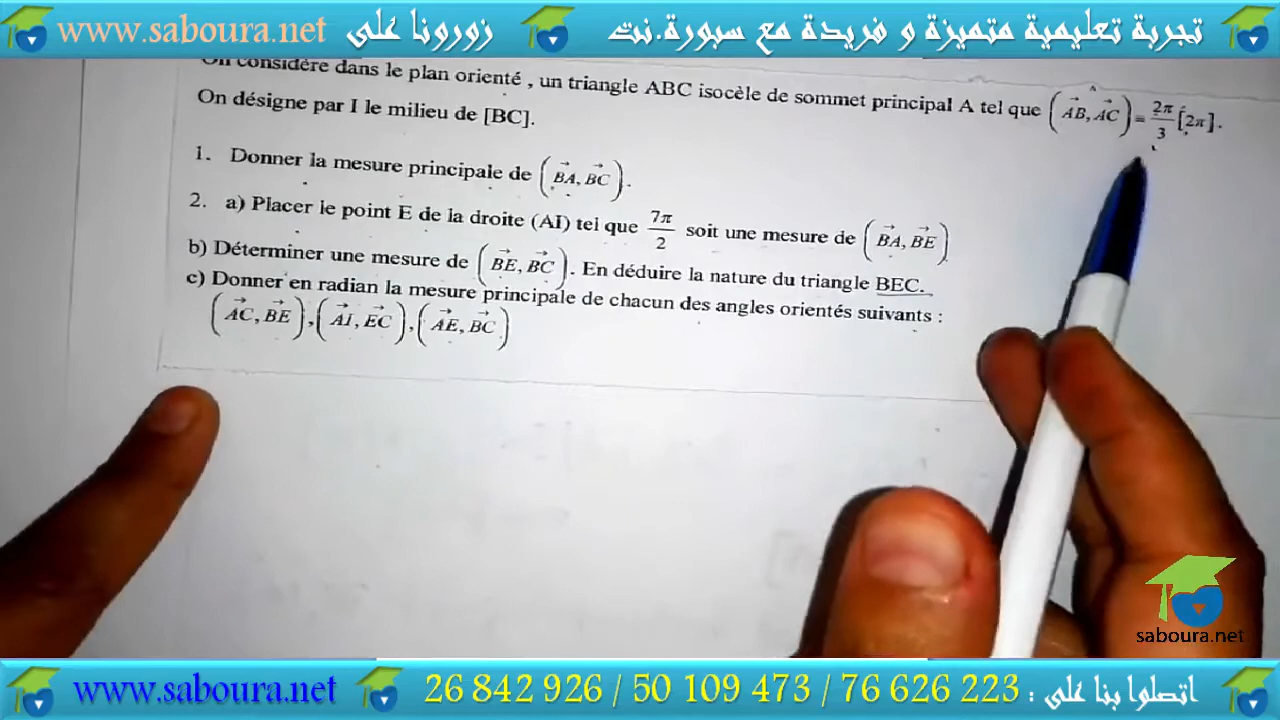 www.saboura.net زورونا على تجربة تعليمية متميزة و فريدة مع سبورة.نت
On considère dans le plan orienté , un triangle ABC isocèle de sommet principal A tel que (AB→, AC→) ≡ 2π/3 [2π].
On désigne par I le milieu de [BC].
1. Donner la mesure principale de (BA→, BC→).
2. a) Placer le point E de la droite (AI) tel que 7π/2 soit une mesure de (BA→, BE→)
b) Déterminer une mesure de (BE→, BC→). En déduire la nature du triangle BEC.
c) Donner en radian la mesure principale de chacun des angles orientés suivants :
(AC→, BE→), (AI→, EC→), (AE→, BC→)
saboura.net
www.saboura.net 26 842 926 / 50 109 473 / 76 626 223 : اتصلوا بنا على